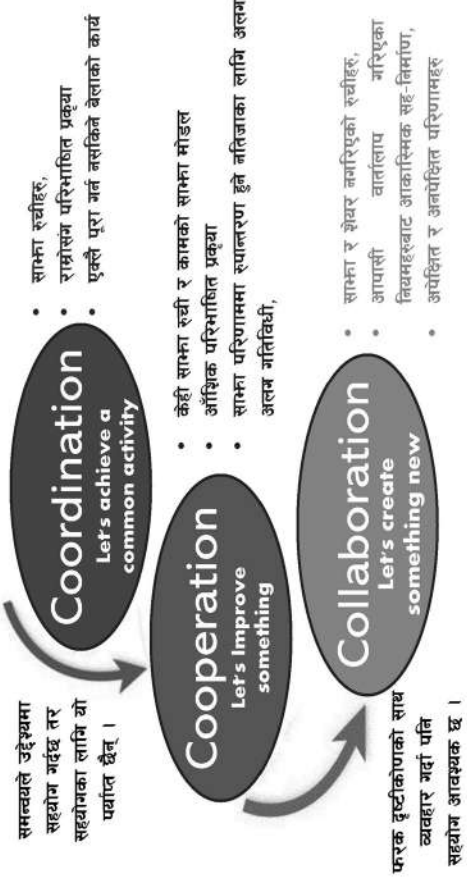 Coordination
Let's achieve a
common activity
• साझा रुचीहरु,
• राम्रोसंग परिभाषित प्रकृया
• एक्लै पूरा गर्न नसकिने बेलाको कार्य
समन्वयले उद्देश्यमा
सहयोग गर्दछ तर
सहयोगका लागि यो
पर्याप्त छैन् ।
Cooperation
Let's Improve
something
• केही साझा रुची र कामको साझा मोडल
• आँशिक परिभाषित प्रकृया
• साझा परिणाममा रुपान्तरण हुने नतिजाका लागि अलग
अलग गतिविधी,
फरक दृष्टीकोणको साथ
व्यवहार गर्दा पनि
सहयोग आवश्यक छ ।
Collaboration
Let's create
something new
• साझा र शेयर नगरिएको रुचीहरु,
• आपासी वार्तालाप गरिएका
नियमहरुबाट आकास्मिक सह-निर्माण,
• अपेक्षित र अनपेक्षित परिणामहरु